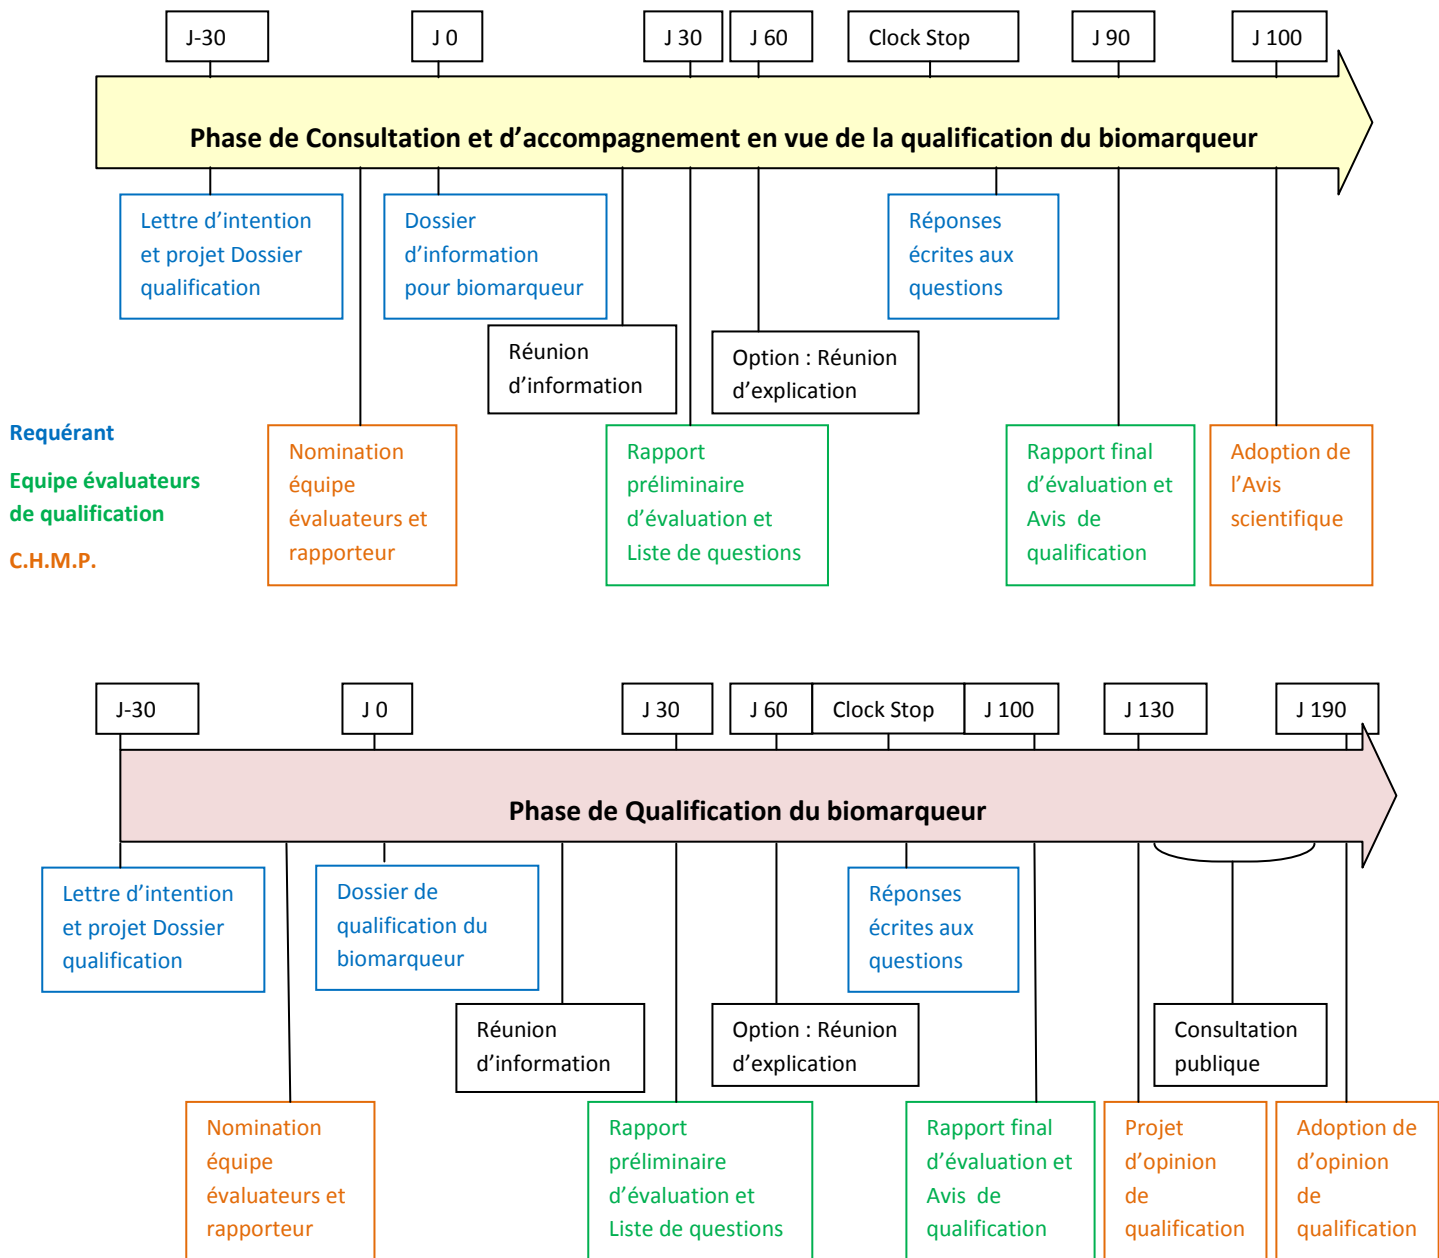 J-30
J 0
J 30
J 60
Clock Stop
J 90
J 100
Phase de Consultation et d’accompagnement en vue de la qualification du biomarqueur
Lettre d’intention
et projet Dossier
qualification
Dossier
d’information
pour biomarqueur
Réponses
écrites aux
questions
Réunion
d’information
Option : Réunion
d’explication
Requérant
Equipe évaluateurs
de qualification
C.H.M.P.
Nomination
équipe
évaluateurs et
rapporteur
Rapport
préliminaire
d’évaluation et
Liste de questions
Rapport final
d’évaluation et
Avis de
qualification
Adoption de
l’Avis
scientifique
J-30
J 0
J 30
J 60
Clock Stop
J 100
J 130
J 190
Phase de Qualification du biomarqueur
Lettre d’intention
et projet Dossier
qualification
Dossier de
qualification du
biomarqueur
Réponses
écrites aux
questions
Réunion
d’information
Option : Réunion
d’explication
Consultation
publique
Nomination
équipe
évaluateurs et
rapporteur
Rapport
préliminaire
d’évaluation et
Liste de questions
Rapport final
d’évaluation et
Avis de
qualification
Projet
d’opinion
de
qualification
Adoption de
d’opinion
de
qualification